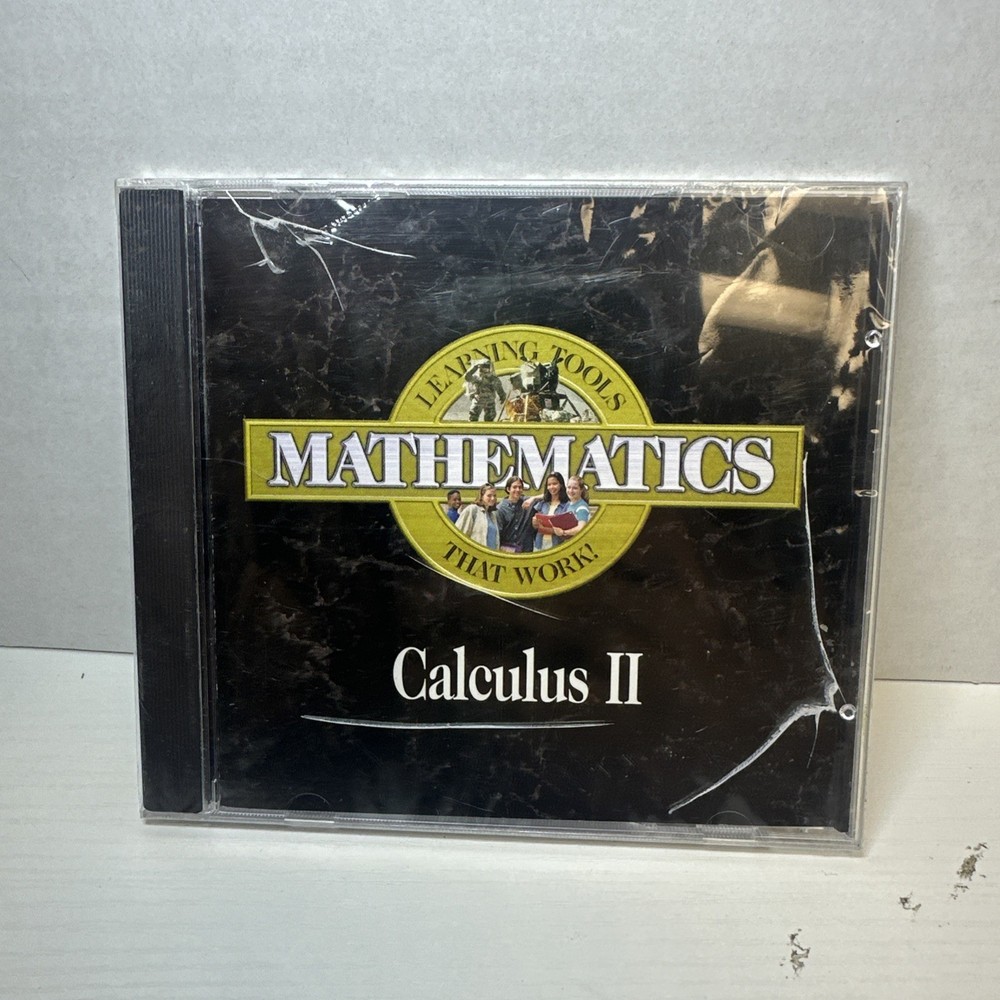 LEARNING TOOLS
MATHEMATICS
THAT WORK!
Calculus II